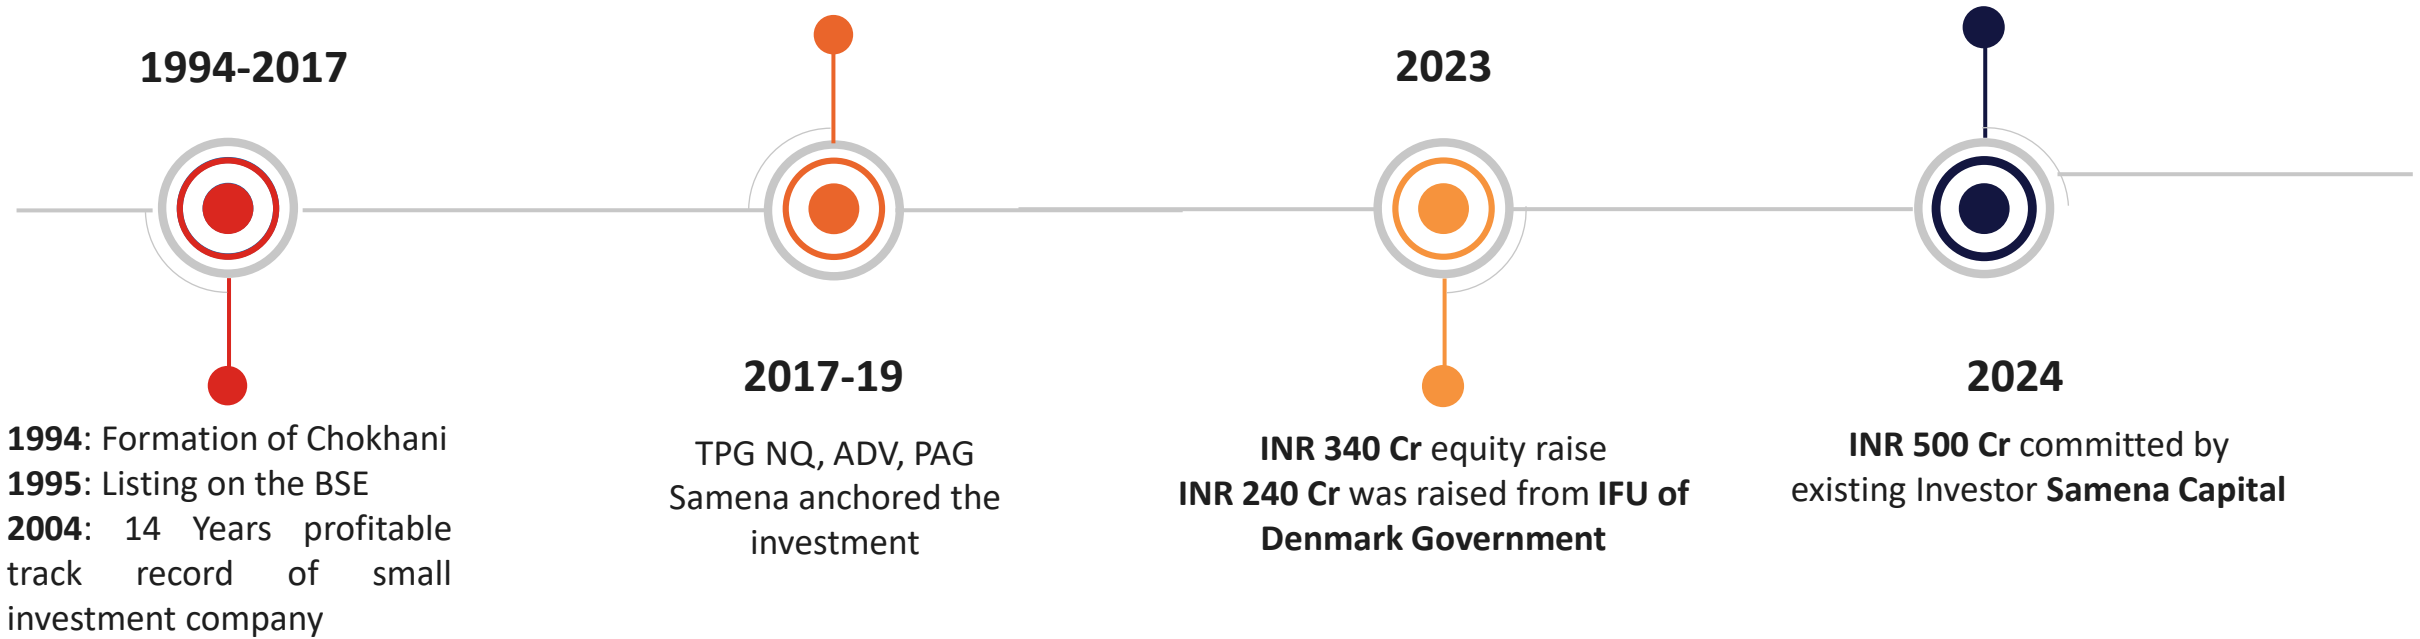 1994-2017
1994: Formation of Chokhani
1995: Listing on the BSE
2004: 14 Years profitable
track record of small
investment company
2017-19
TPG NQ, ADV, PAG
Samena anchored the
investment
2023
INR 340 Cr equity raise
INR 240 Cr was raised from IFU of
Denmark Government
2024
INR 500 Cr committed by
existing Investor Samena Capital